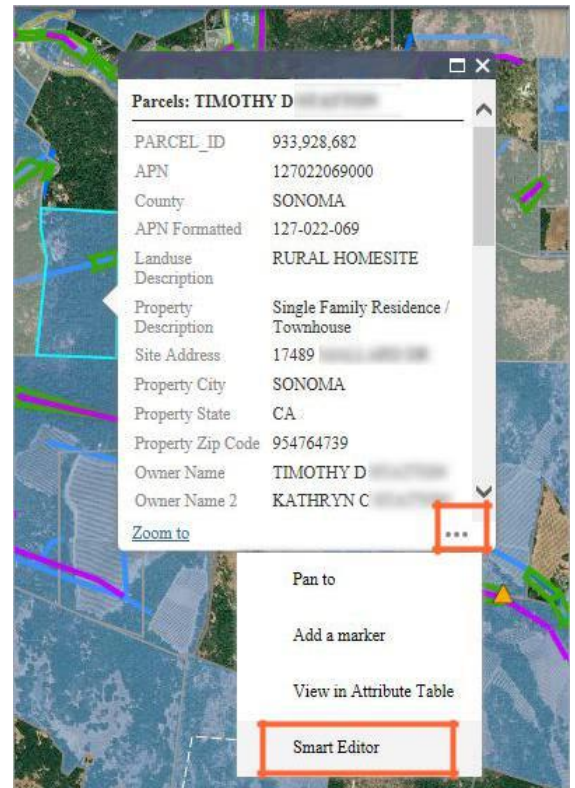 Parcels: TIMOTHY D
PARCEL_ID 933,928,682
APN 127022069000
County SONOMA
APN Formatted 127-022-069
Landuse RURAL HOMESITE
Description
Property Single Family Residence /
Description Townhouse
Site Address 17489
Property City SONOMA
Property State CA
Property Zip Code 954764739
Owner Name TIMOTHY D
Owner Name 2 KATHRYN C
Zoom to
Pan to
Add a marker
View in Attribute Table
Smart Editor